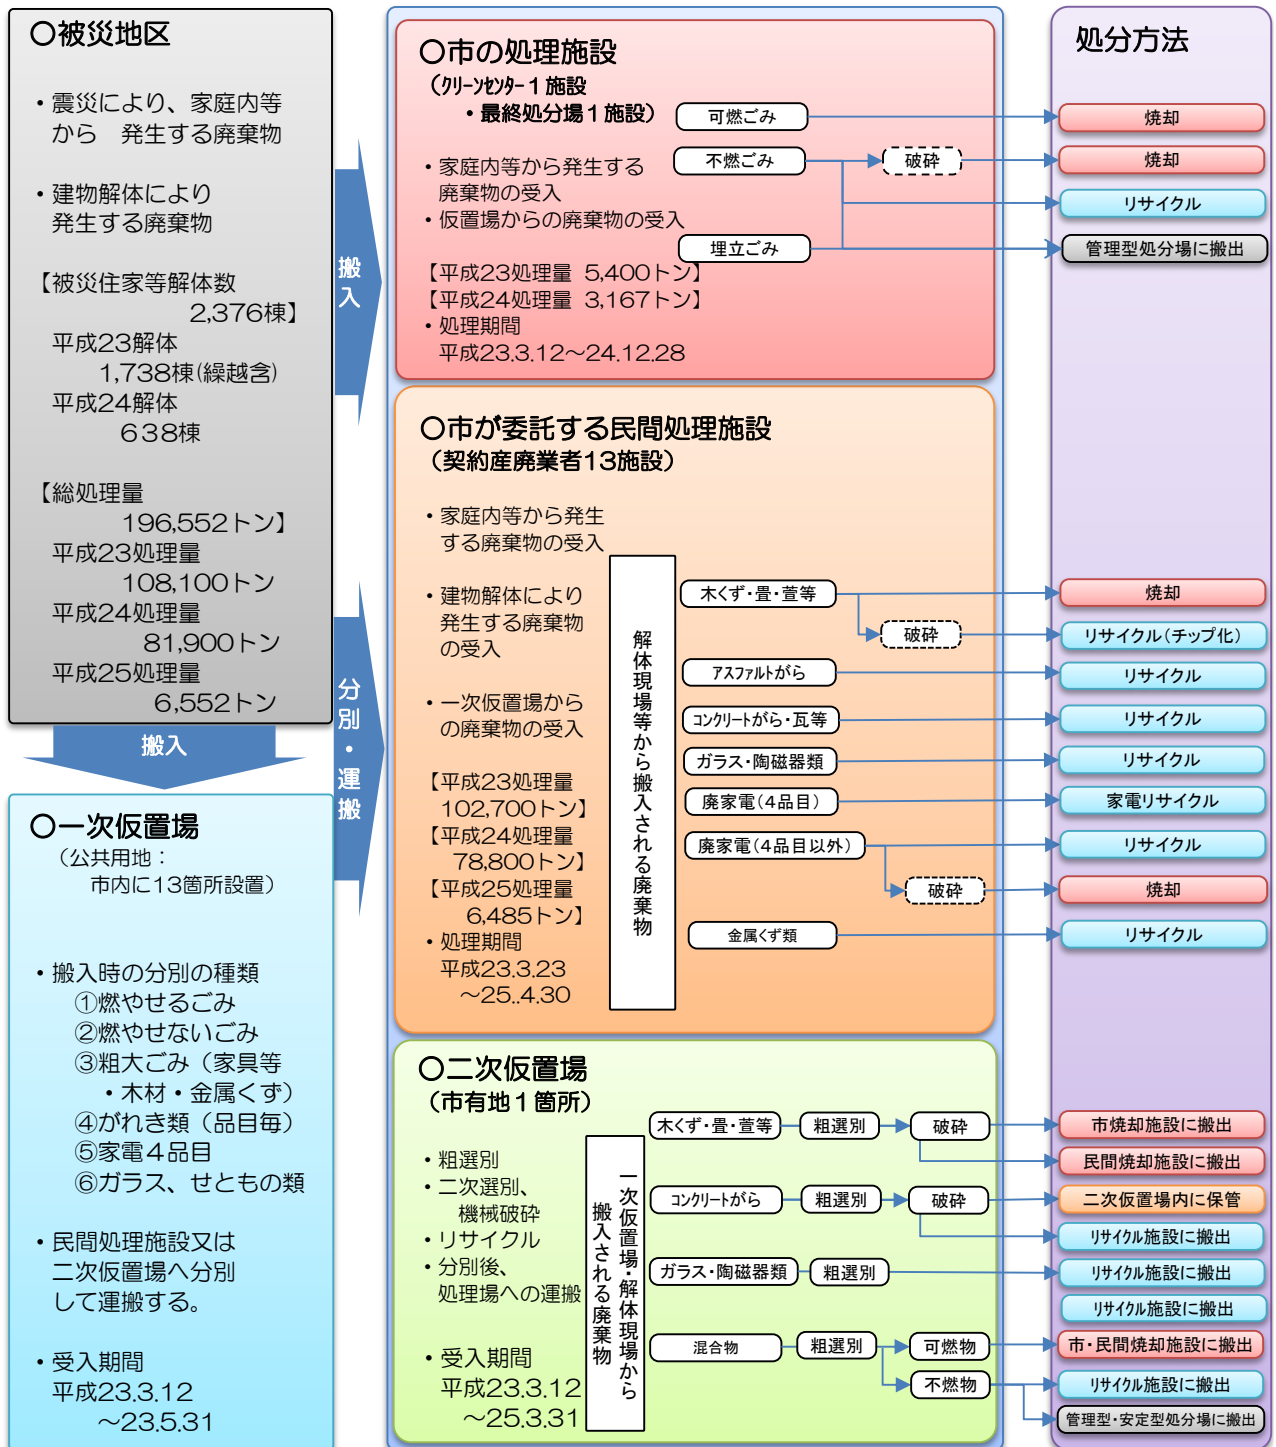 〇被災地区
・震災により、家庭内等
から　発生する廃棄物
・建物解体により
発生する廃棄物
【被災住家等解体数
2,376棟】
平成23解体
1,738棟(繰越含)
平成24解体
６３８棟
【総処理量
196,552トン】
平成23処理量
108,100トン
平成24処理量
81,900トン
平成25処理量
6,552トン
搬入
〇一次仮置場
（公共用地：
市内に13箇所設置）
・搬入時の分別の種類
①燃やせるごみ
②燃やせないごみ
③粗大ごみ（家具等
・木材・金属くず）
④がれき類（品目毎）
⑤家電４品目
⑥ガラス、せともの類
・民間処理施設又は
二次仮置場へ分別
して運搬する。
・受入期間
平成23.3.12
～23.5.31
搬入
分別・運搬
〇市の処理施設
（ｸﾘｰﾝｾﾝﾀｰ１施設
・最終処分場１施設）
・家庭内等から発生する
廃棄物の受入
・仮置場からの廃棄物の受入
【平成23処理量 5,400トン】
【平成24処理量 3,167トン】
・処理期間
平成23.3.12～24.12.28
可燃ごみ
不燃ごみ
破砕
埋立ごみ
〇市が委託する民間処理施設
（契約産廃業者13施設）
・家庭内等から発生
する廃棄物の受入
・建物解体により
発生する廃棄物
の受入
・一次仮置場から
の廃棄物の受入
【平成23処理量
102,700トン】
【平成24処理量
78,800トン】
【平成25処理量
6,485トン】
・処理期間
平成23.3.23
～25..4.30
解体現場等から搬入される廃棄物
木くず・畳・萱等
破砕
ｱｽﾌｧﾙﾄがら
ｺﾝｸﾘｰﾄがら・瓦等
ガラス・陶磁器類
廃家電（４品目）
廃家電（４品目以外）
破砕
金属くず類
〇二次仮置場
（市有地１箇所）
・粗選別
・二次選別、
機械破砕
・リサイクル
・分別後、
処理場への運搬
・受入期間
平成23.3.12
～25.3.31
一次仮置場・解体現場から
搬入される廃棄物
木くず・畳・萱等
粗選別
破砕
ｺﾝｸﾘｰﾄがら
粗選別
破砕
ガラス・陶磁器類
粗選別
混合物
粗選別
可燃物
不燃物
処分方法
焼却
焼却
リサイクル
管理型処分場に搬出
焼却
リサイクル（チップ化）
リサイクル
リサイクル
リサイクル
家電リサイクル
リサイクル
焼却
リサイクル
市焼却施設に搬出
民間焼却施設に搬出
二次仮置場内に保管
ﾘｻｲｸﾙ施設に搬出
ﾘｻｲｸﾙ施設に搬出
ﾘｻｲｸﾙ施設に搬出
市・民間焼却施設に搬出
ﾘｻｲｸﾙ施設に搬出
管理型・安定型処分場に搬出